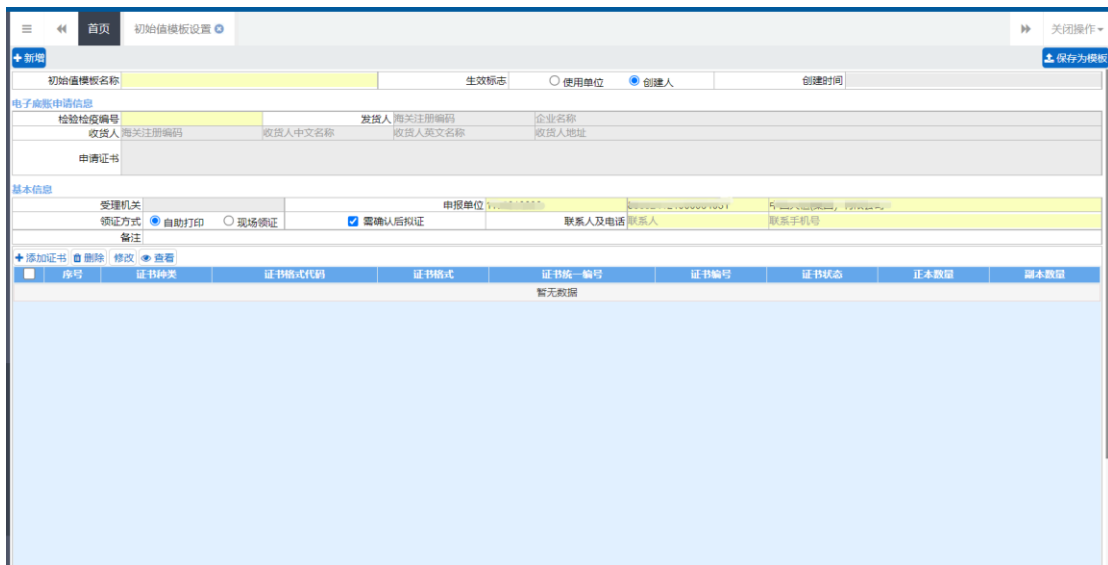 首页 初始值模板设置 关闭操作
新增 保存为模板
初始值模板名称 生效标志 使用单位 创建人 创建时间
电子底账申请信息
检验检疫编号 发货人 海关注册编码 企业名称
收货人 海关注册编码 收货人中文名称 收货人英文名称 收货人地址
申请证书
基本信息
受理机关 申报单位
领证方式 自助打印 现场领证 需确认后拟证 联系人及电话 联系人 联系手机号
备注
添加证书 删除 修改 查看
序号 证书种类 证书格式代码 证书格式 证书统一编号 证书编号 证书状态 正本数量 副本数量
暂无数据